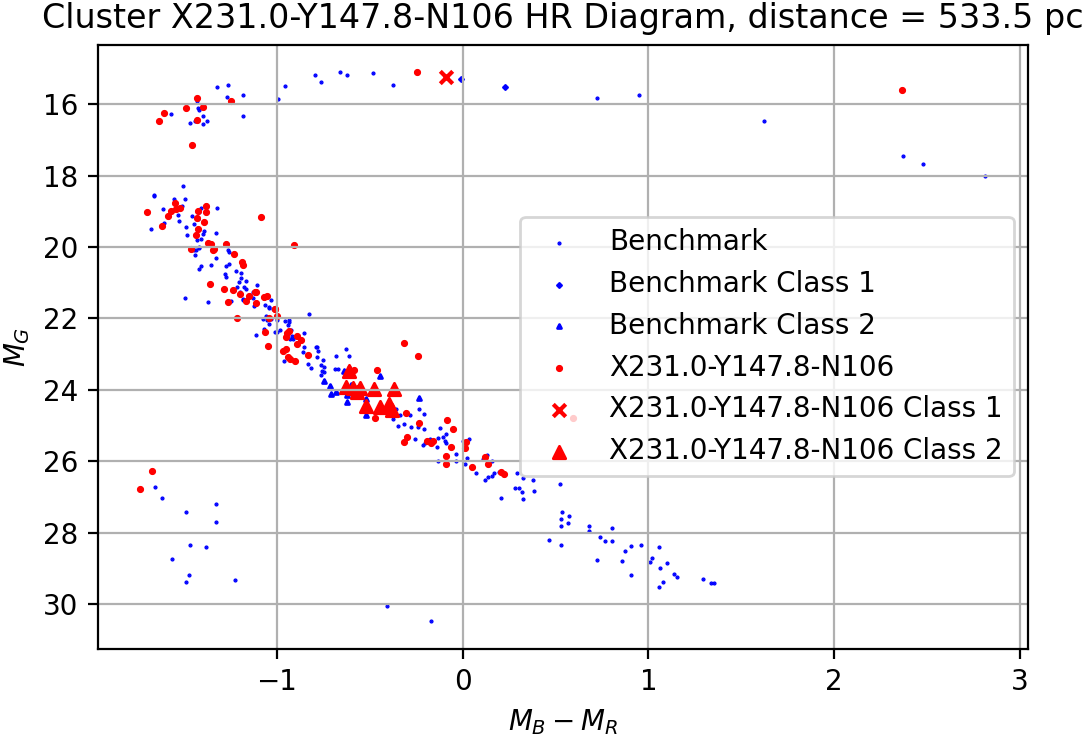 Cluster X231.0-Y147.8-N106 HR Diagram, distance = 533.5 pc
M_G
16
18
20
22
24
26
28
30
Benchmark
Benchmark Class 1
Benchmark Class 2
X231.0-Y147.8-N106
X231.0-Y147.8-N106 Class 1
X231.0-Y147.8-N106 Class 2
−1
0
1
2
3
M_B − M_R